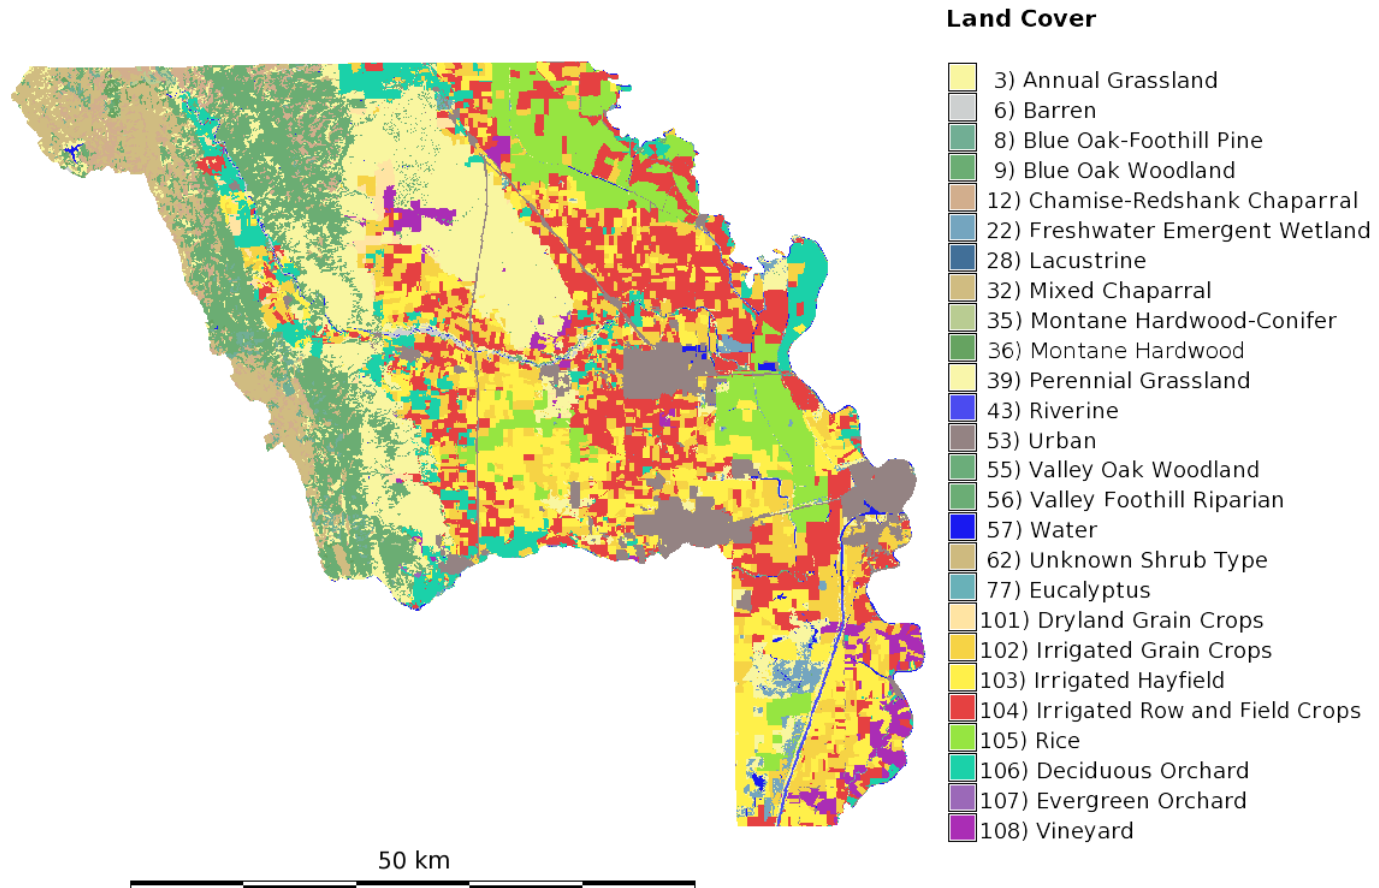 Land Cover
3) Annual Grassland
6) Barren
8) Blue Oak-Foothill Pine
9) Blue Oak Woodland
12) Chamise-Redshank Chaparral
22) Freshwater Emergent Wetland
28) Lacustrine
32) Mixed Chaparral
35) Montane Hardwood-Conifer
36) Montane Hardwood
39) Perennial Grassland
43) Riverine
53) Urban
55) Valley Oak Woodland
56) Valley Foothill Riparian
57) Water
62) Unknown Shrub Type
77) Eucalyptus
101) Dryland Grain Crops
102) Irrigated Grain Crops
103) Irrigated Hayfield
104) Irrigated Row and Field Crops
105) Rice
106) Deciduous Orchard
107) Evergreen Orchard
108) Vineyard
50 km